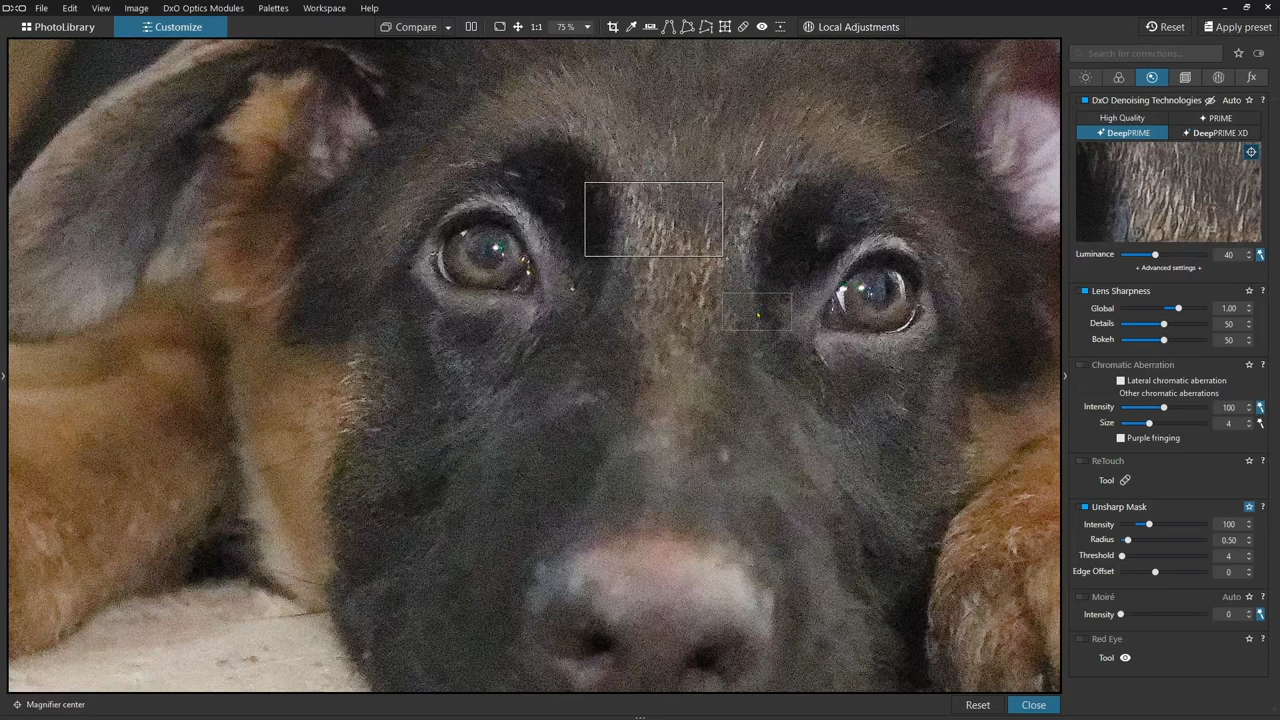 DxO File Edit View Image DxO Optics Modules Palettes Workspace Help
PhotoLibrary Customize Compare 1:1 75 % Local Adjustments Reset Apply preset
Search for corrections...
fx
DxO Denoising Technologies Auto ?
High Quality PRIME
DeepPRIME DeepPRIME XD
Luminance 40
+ Advanced settings +
Lens Sharpness ?
Global 1.00
Details 50
Bokeh 50
Chromatic Aberration ?
Lateral chromatic aberration
Other chromatic aberrations
Intensity 100
Size 4
Purple fringing
ReTouch ?
Tool
Unsharp Mask ?
Intensity 100
Radius 0.50
Threshold 4
Edge Offset 0
Moiré Auto ?
Intensity 0
Red Eye ?
Tool
Magnifier center Reset Close